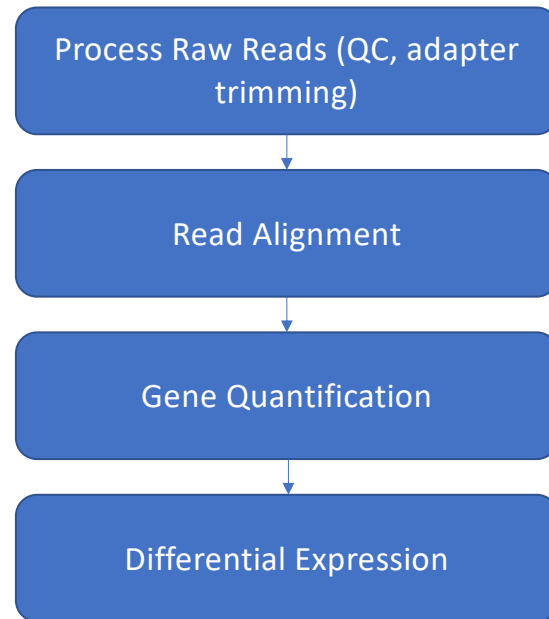 Process Raw Reads (QC, adapter
trimming)
Read Alignment
Gene Quantification
Differential Expression